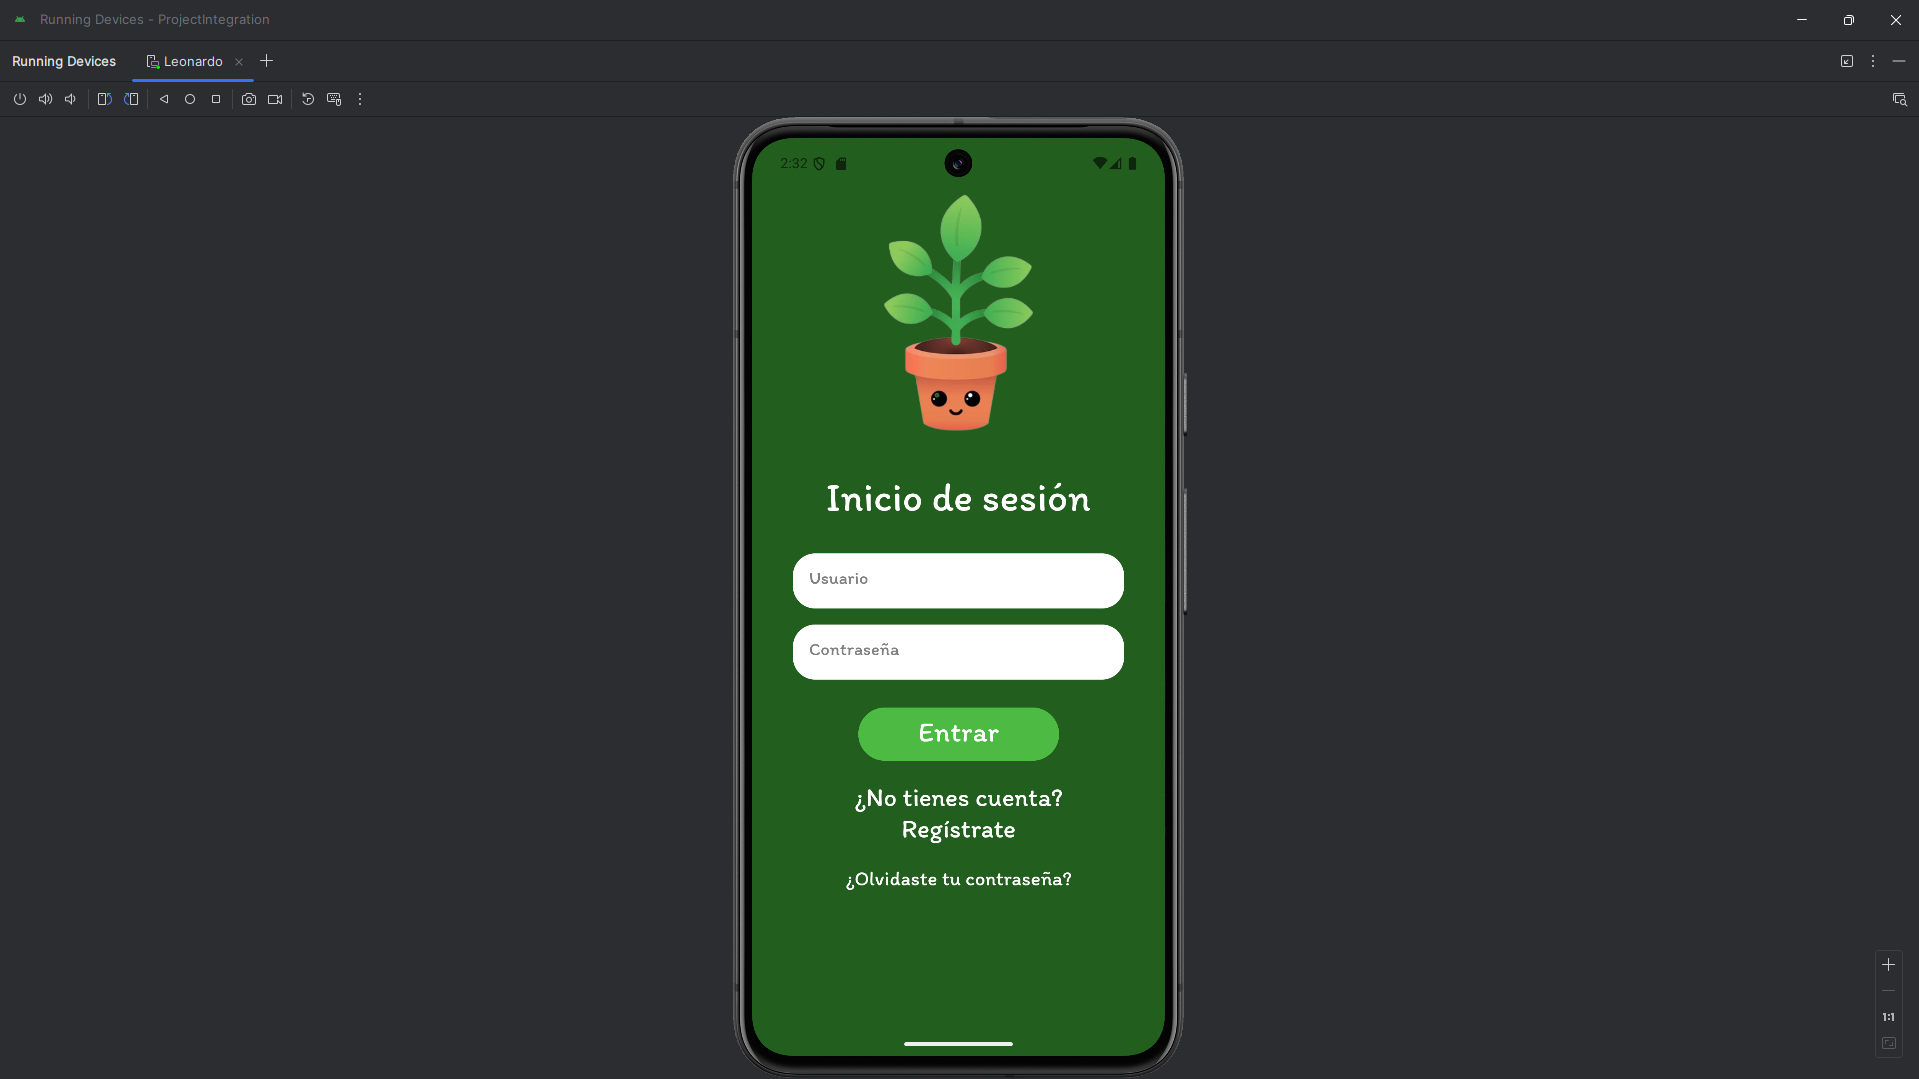 Running Devices - ProjectIntegration
Running Devices
Leonardo
2:32
Inicio de sesión
Usuario
Contraseña
Entrar
¿No tienes cuenta?
Regístrate
¿Olvidaste tu contraseña?
1:1